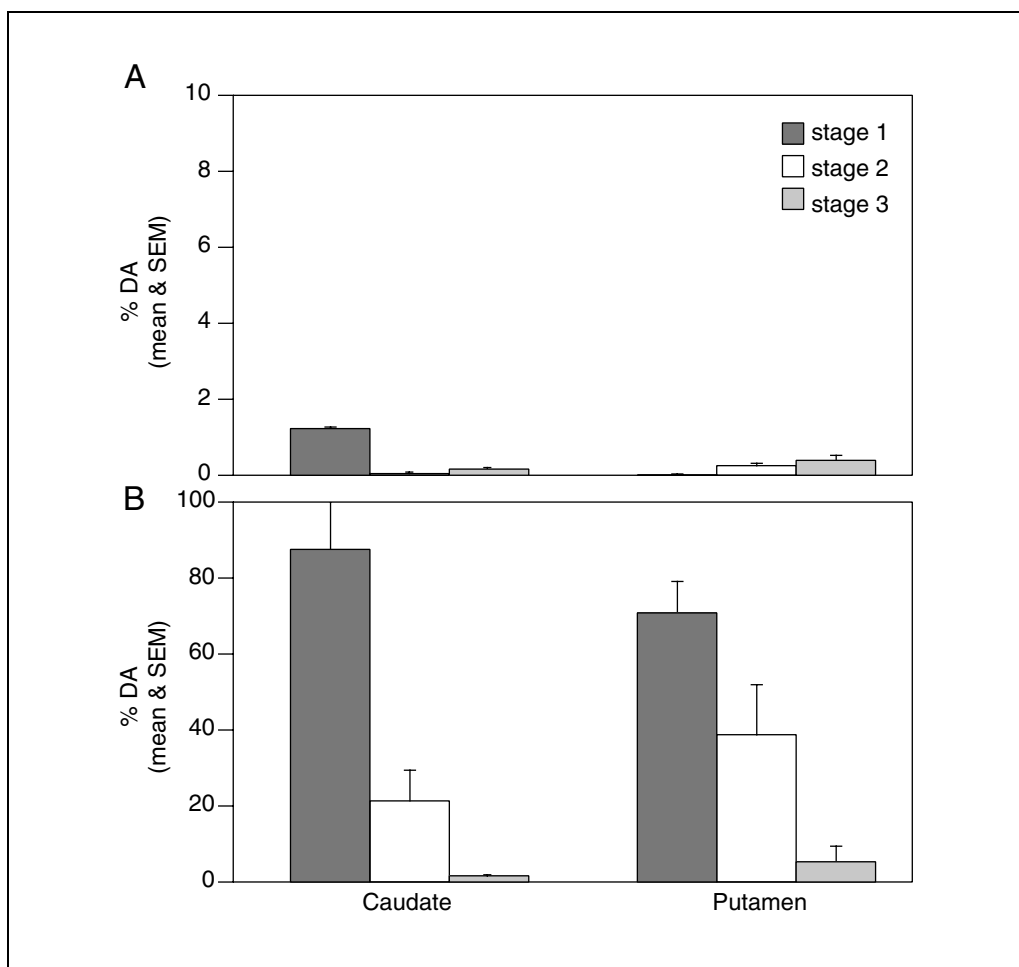 A
10
8
6
4
2
0
% DA
(mean & SEM)
stage 1
stage 2
stage 3
B
100
80
60
40
20
0
% DA
(mean & SEM)
Caudate
Putamen